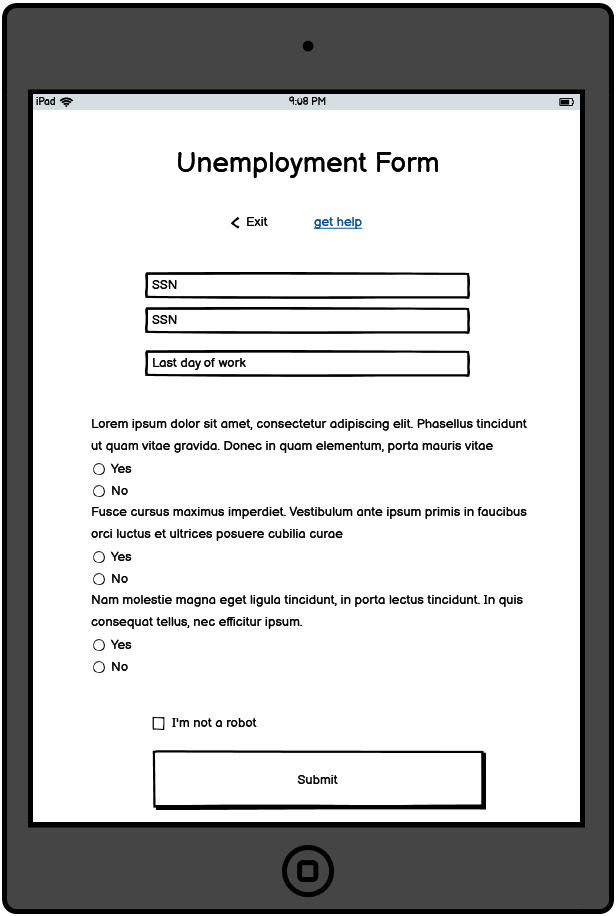 iPad 9:08 PM
Unemployment Form
Exit get help
SSN
SSN
Last day of work
Lorem ipsum dolor sit amet, consectetur adipiscing elit. Phasellus tincidunt
ut quam vitae gravida. Donec in quam elementum, porta mauris vitae
Yes
No
Fusce cursus maximus imperdiet. Vestibulum ante ipsum primis in faucibus
orci luctus et ultrices posuere cubilia curae
Yes
No
Nam molestie magna eget ligula tincidunt, in porta lectus tincidunt. In quis
consequat tellus, nec efficitur ipsum.
Yes
No
I'm not a robot
Submit